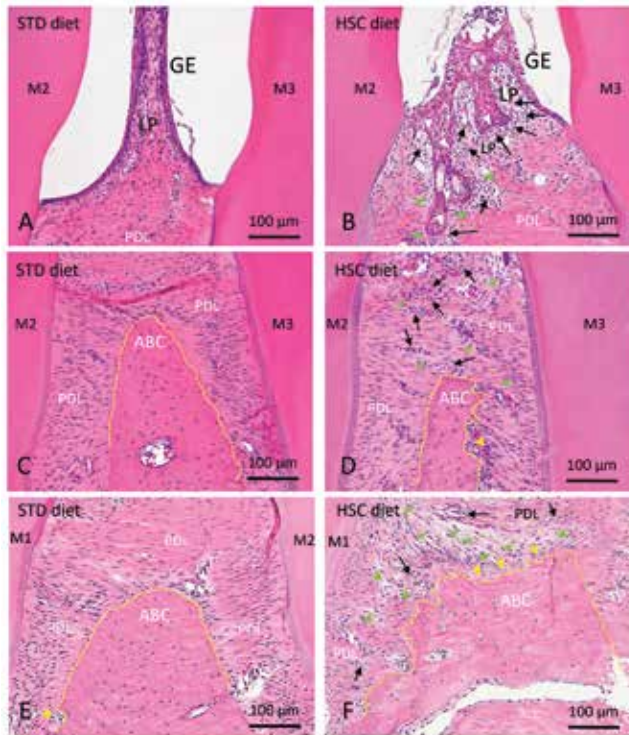 STD diet
GE
M2
M3
LP
A
PDL
100 µm
HSC diet
GE
M2
M3
LP
LP
B
PDL
100 µm
STD diet
PDL
M2
M3
ABC
PDL
C
100 µm
HSC diet
PDL
M2
M3
ABC
PDL
D
100 µm
STD diet
M1
M2
PDL
ABC
PDL
PDL
E
100 µm
HSC diet
PDL
M1
M2
ABC
PDL
F
100 µm